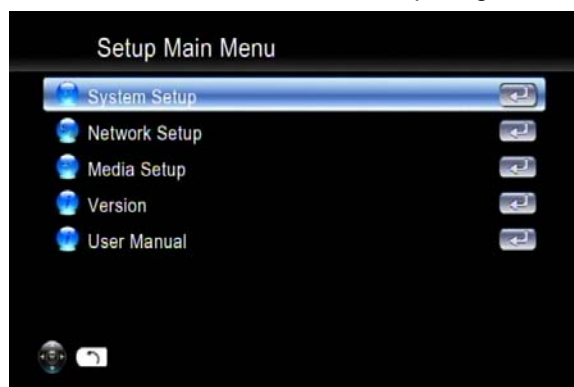 Setup Main Menu
System Setup
Network Setup
Media Setup
Version
User Manual